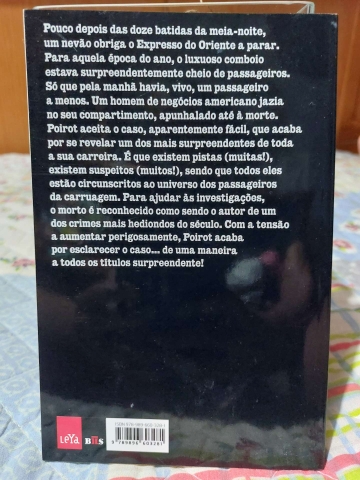 Pouco depois das doze batidas da meia-noite,
um nevão obriga o Expresso do Oriente a parar.
Para aquela época do ano, o luxuoso comboio
estava surpreendentemente cheio de passageiros.
Só que pela manhã havia, vivo, um passageiro
a menos. Um homem de negócios americano jazia
no seu compartimento, apunhalado até à morte.
Poirot aceita o caso, aparentemente fácil, que acaba
por se revelar um dos mais surpreendentes de toda
a sua carreira. É que existem pistas (muitas!),
existem suspeitos (muitos!), sendo que todos eles
estão circunscritos ao universo dos passageiros
da carruagem. Para ajudar às investigações,
o morto é reconhecido como sendo o autor de um
dos crimes mais hediondos do século. Com a tensão
a aumentar perigosamente, Poirot acaba
por esclarecer o caso... de uma maneira
a todos os títulos surpreendente!
LeYa BIIS